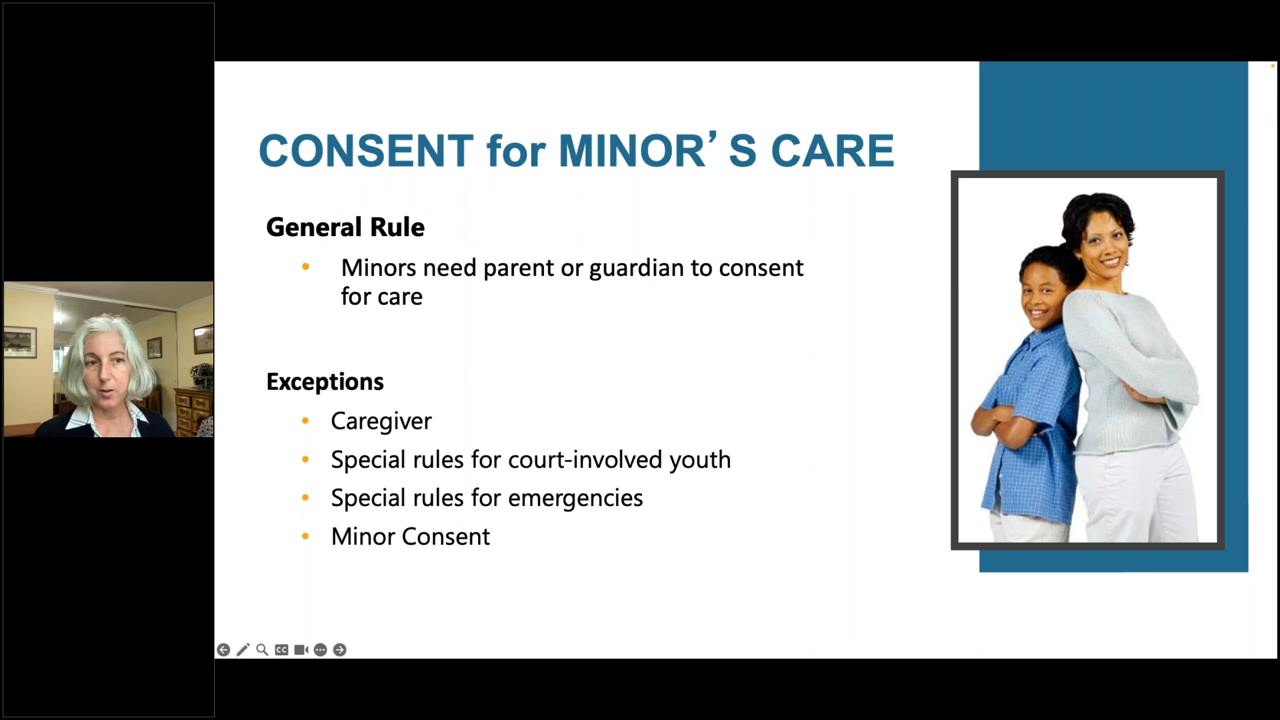 CONSENT for MINOR’ S CARE
General Rule
• Minors need parent or guardian to consent
for care
Exceptions
• Caregiver
• Special rules for court-involved youth
• Special rules for emergencies
• Minor Consent
CC